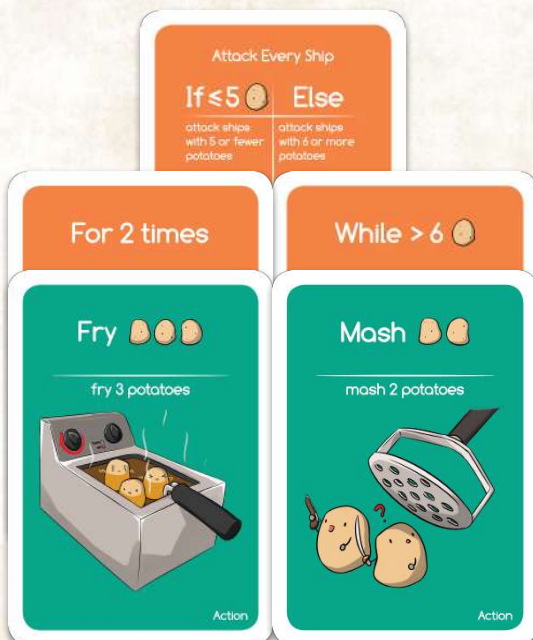 Attack Every Ship
If ≤ 5 Else
attack ships attack ships
with 5 or fewer with 6 or more
potatoes potatoes
For 2 times While > 6
Fry Mash
fry 3 potatoes mash 2 potatoes
?
Action Action